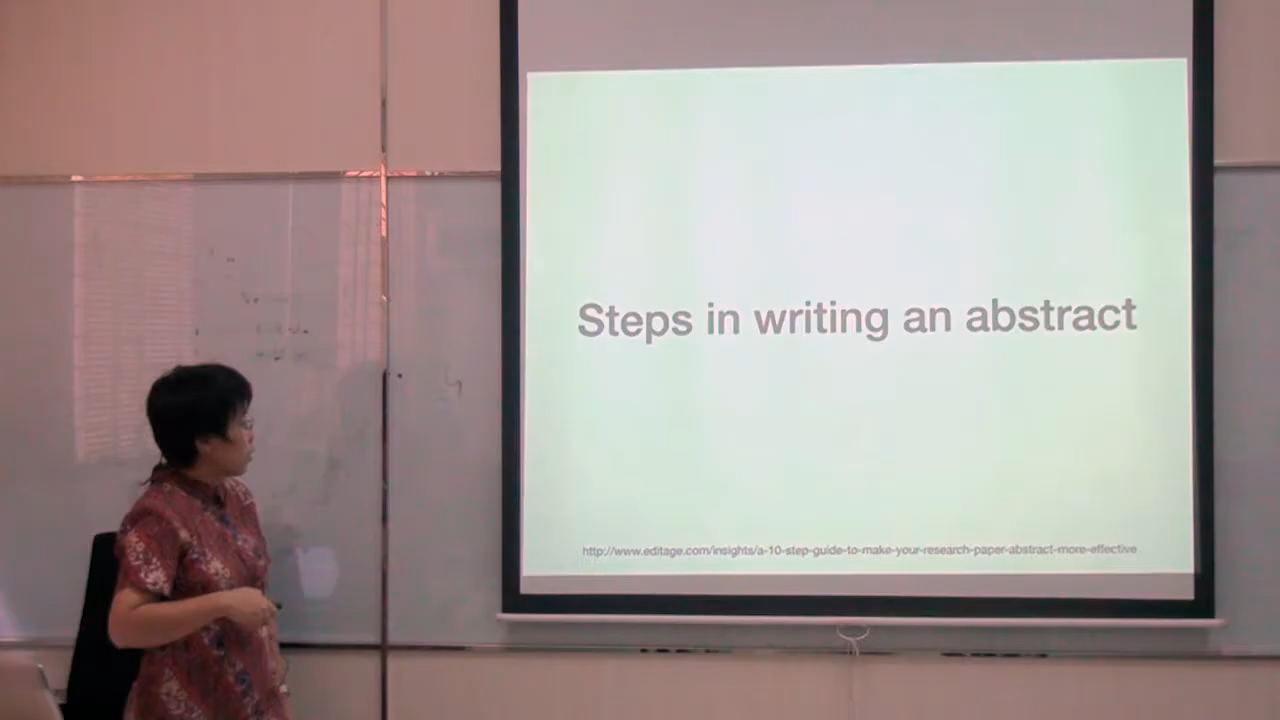 Steps in writing an abstract
http://www.editage.com/insights/a-10-step-guide-to-make-your-research-paper-abstract-more-effective